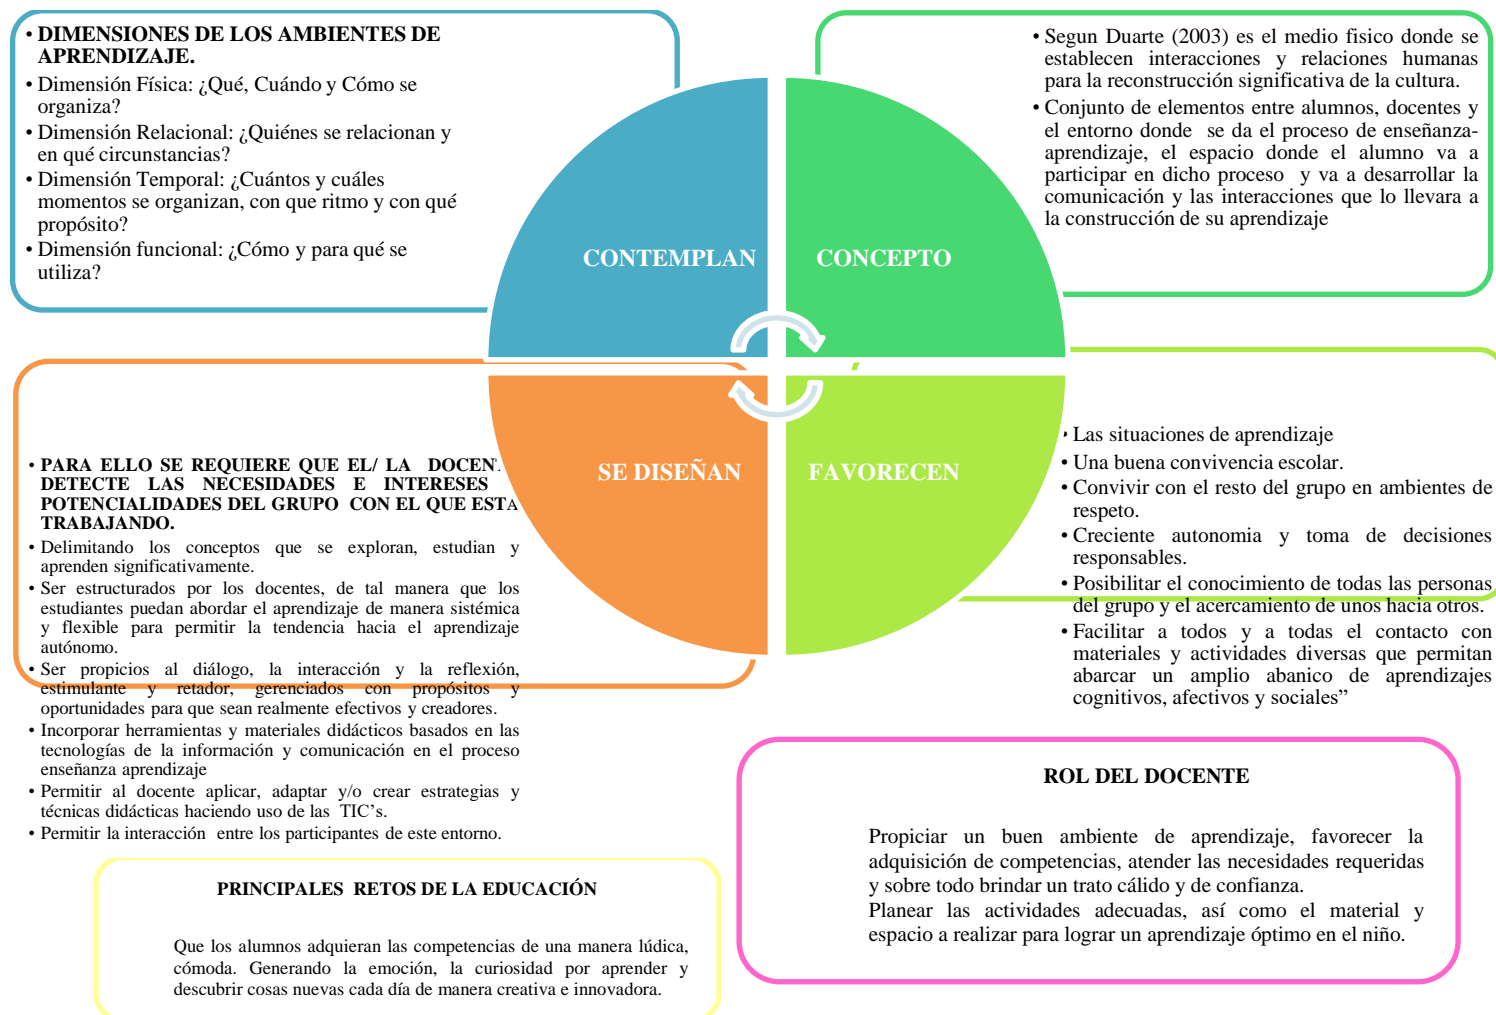 • DIMENSIONES DE LOS AMBIENTES DE
APRENDIZAJE.
• Dimensión Física: ¿Qué, Cuándo y Cómo se
organiza?
• Dimensión Relacional: ¿Quiénes se relacionan y
en qué circunstancias?
• Dimensión Temporal: ¿Cuántos y cuáles
momentos se organizan, con que ritmo y con qué
propósito?
• Dimensión funcional: ¿Cómo y para qué se
utiliza?
• Segun Duarte (2003) es el medio fisico donde se
establecen interacciones y relaciones humanas
para la reconstrucción significativa de la cultura.
• Conjunto de elementos entre alumnos, docentes y
el entorno donde se da el proceso de enseñanza-
aprendizaje, el espacio donde el alumno va a
participar en dicho proceso y va a desarrollar la
comunicación y las interacciones que lo llevara a
la construcción de su aprendizaje
CONTEMPLAN
CONCEPTO
SE DISEÑAN
FAVORECEN
• PARA ELLO SE REQUIERE QUE EL/ LA
DETECTE LAS NECESIDADES E INTERESES
POTENCIALIDADES DEL GRUPO CON EL QUE ESTA
TRABAJANDO.
• Delimitando los conceptos que se exploran, estudian y
aprenden significativamente.
• Ser estructurados por los docentes, de tal manera que los
estudiantes puedan abordar el aprendizaje de manera sistémica
y flexible para permitir la tendencia hacia el aprendizaje
autónomo.
• Ser propicios al diálogo, la interacción y la reflexión,
estimulante y retador, gerenciados con propósitos y
oportunidades para que sean realmente efectivos y creadores.
• Incorporar herramientas y materiales didácticos basados en las
tecnologías de la información y comunicación en el proceso
enseñanza aprendizaje
• Permitir al docente aplicar, adaptar y/o crear estrategias y
técnicas didácticas haciendo uso de las TIC’s.
• Permitir la interacción entre los participantes de este entorno.
• Las situaciones de aprendizaje
• Una buena convivencia escolar.
• Convivir con el resto del grupo en ambientes de
respeto.
• Creciente autonomia y toma de decisiones
responsables.
• Posibilitar el conocimiento de todas las personas
del grupo y el acercamiento de unos hacia otros.
• Facilitar a todos y a todas el contacto con
materiales y actividades diversas que permitan
abarcar un amplio abanico de aprendizajes
cognitivos, afectivos y sociales”
ROL DEL DOCENTE
Propiciar un buen ambiente de aprendizaje, favorecer la
adquisición de competencias, atender las necesidades requeridas
y sobre todo brindar un trato cálido y de confianza.
Planear las actividades adecuadas, así como el material y
espacio a realizar para lograr un aprendizaje óptimo en el niño.
PRINCIPALES RETOS DE LA EDUCACIÓN
Que los alumnos adquieran las competencias de una manera lúdica,
cómoda. Generando la emoción, la curiosidad por aprender y
descubrir cosas nuevas cada día de manera creativa e innovadora.